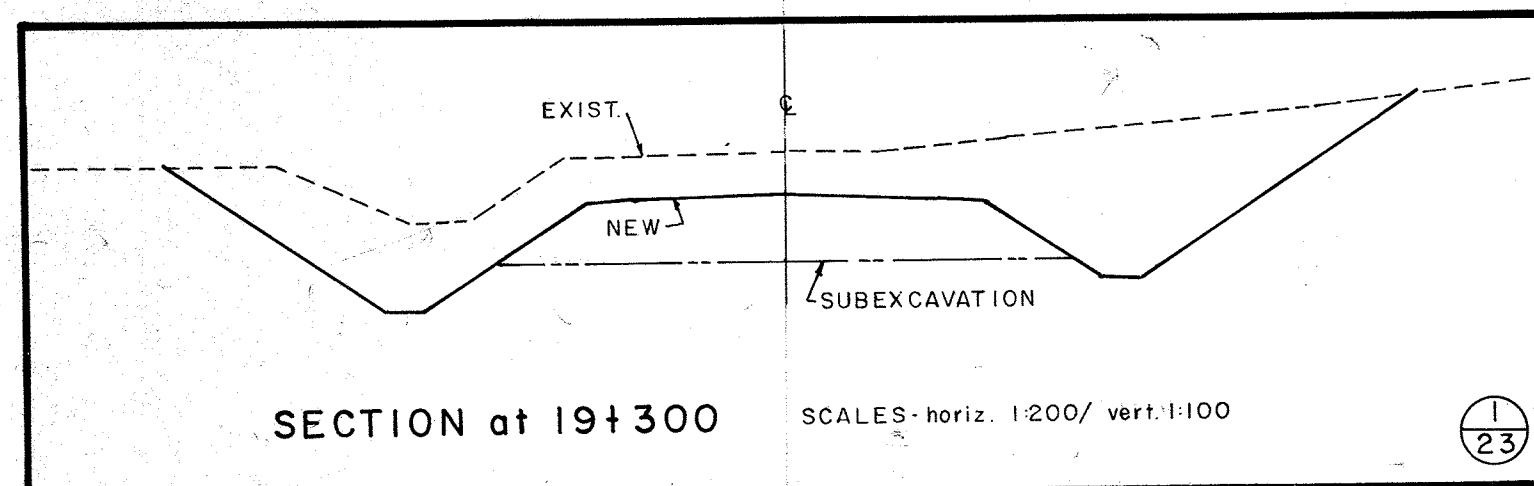 EXIST.
℄
NEW
SUBEXCAVATION
SECTION at 19+300
SCALES-horiz. 1:200/ vert. 1:100
1
23